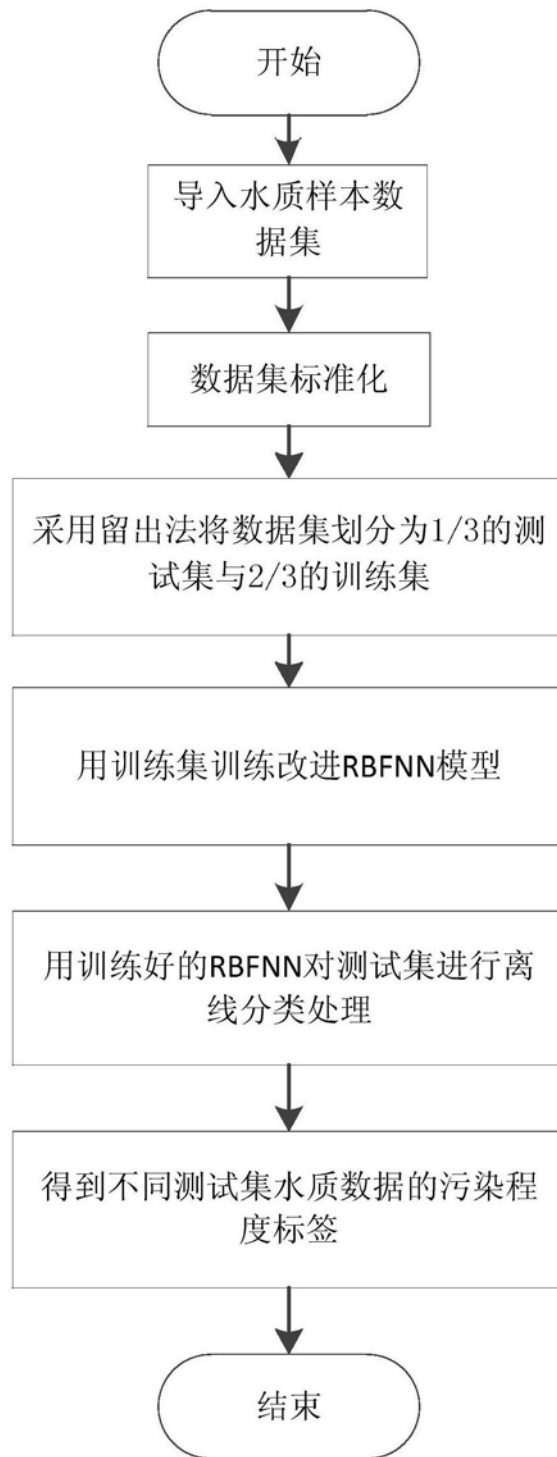 开始
导入水质样本数
据集
数据集标准化
采用留出法将数据集划分为1/3的测
试集与2/3的训练集
用训练集训练改进RBFNN模型
用训练好的RBFNN对测试集进行离
线分类处理
得到不同测试集水质数据的污染程
度标签
结束